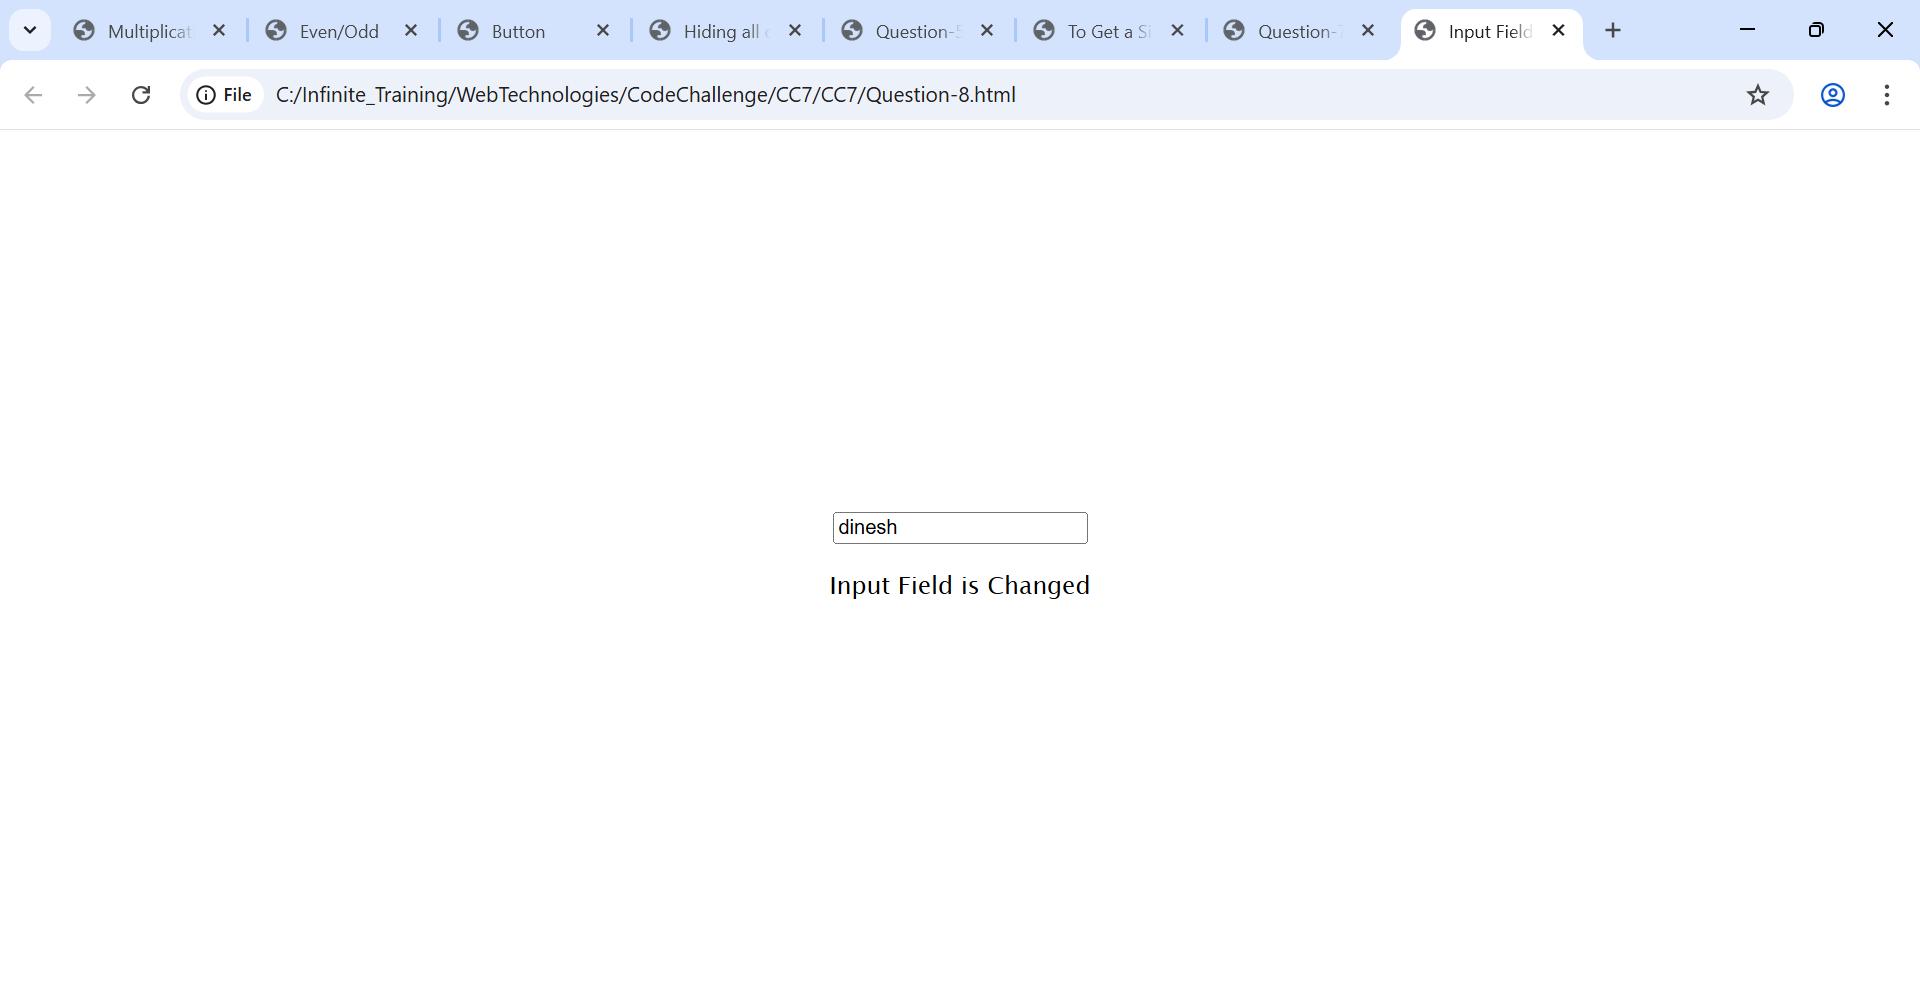 Multiplicat Even/Odd Button Hiding all Question-5 To Get a Si Question-7 Input Field
File C:/Infinite_Training/WebTechnologies/CodeChallenge/CC7/CC7/Question-8.html
dinesh
Input Field is Changed